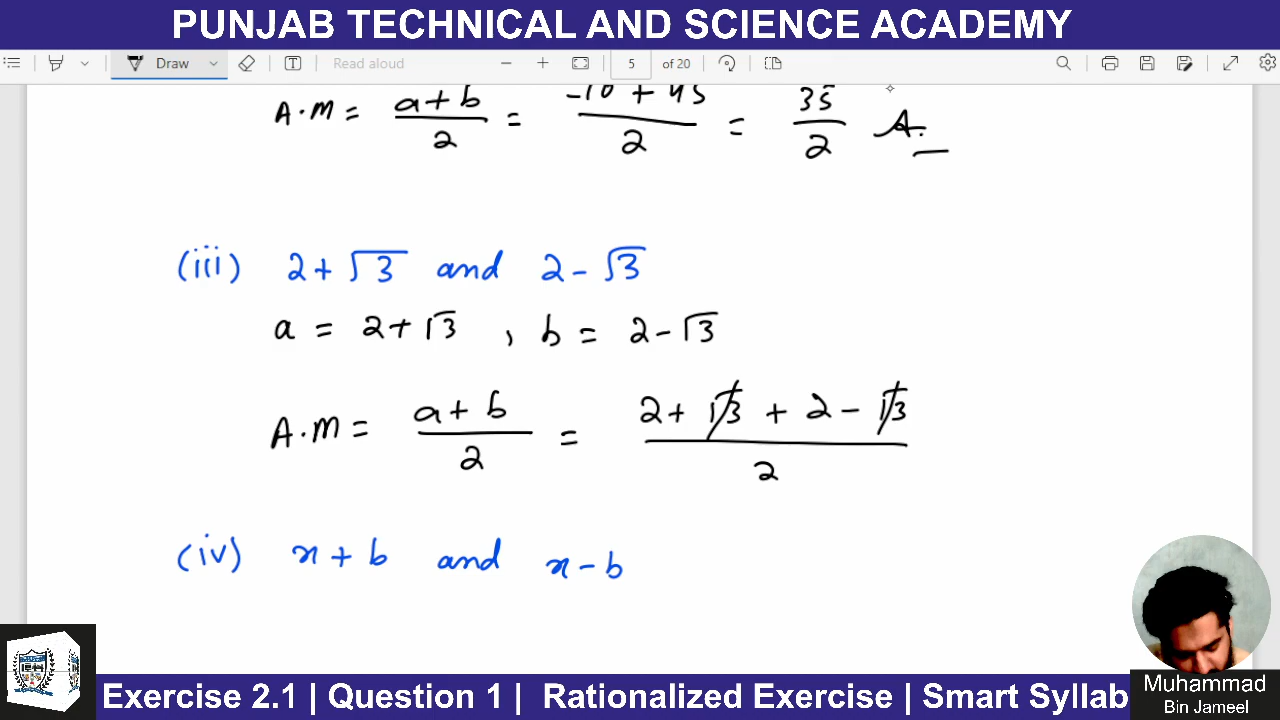 PUNJAB TECHNICAL AND SCIENCE ACADEMY
Draw Read aloud 5 of 20
A.M = a+b/2 = -10 + 45/2 = 35/2 A.
(iii) 2+√3 and 2-√3
a = 2+√3 , b = 2-√3
A.M = a+b/2 = 2+√3 + 2-√3/2
(iv) x+b and x-b
Exercise 2.1 | Question 1 | Rationalized Exercise | Smart Syllab
Muhammad
Bin Jameel